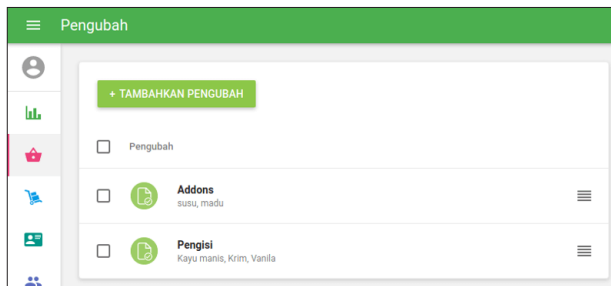 Pengubah
+ TAMBAHKAN PENGUBAH
Pengubah
Addons
susu, madu
Pengisi
Kayu manis, Krim, Vanila